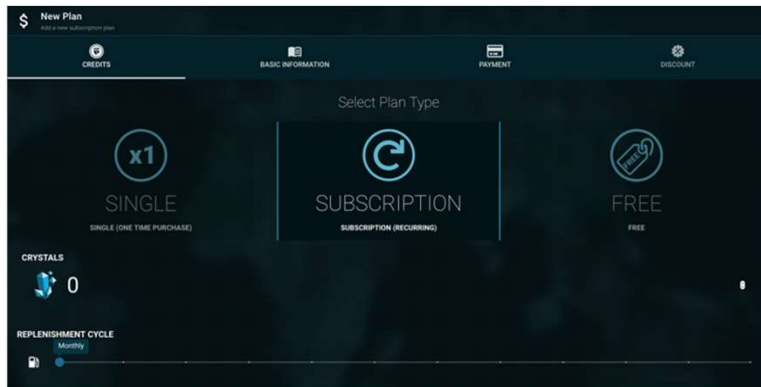 $ New Plan
Add a new subscription plan
CREDITS
BASIC INFORMATION
PAYMENT
DISCOUNT
Select Plan Type
x1
SINGLE
SINGLE (ONE TIME PURCHASE)
SUBSCRIPTION
SUBSCRIPTION (RECURRING)
FREE
FREE
FREE
CRYSTALS
0
REPLENISHMENT CYCLE
Monthly